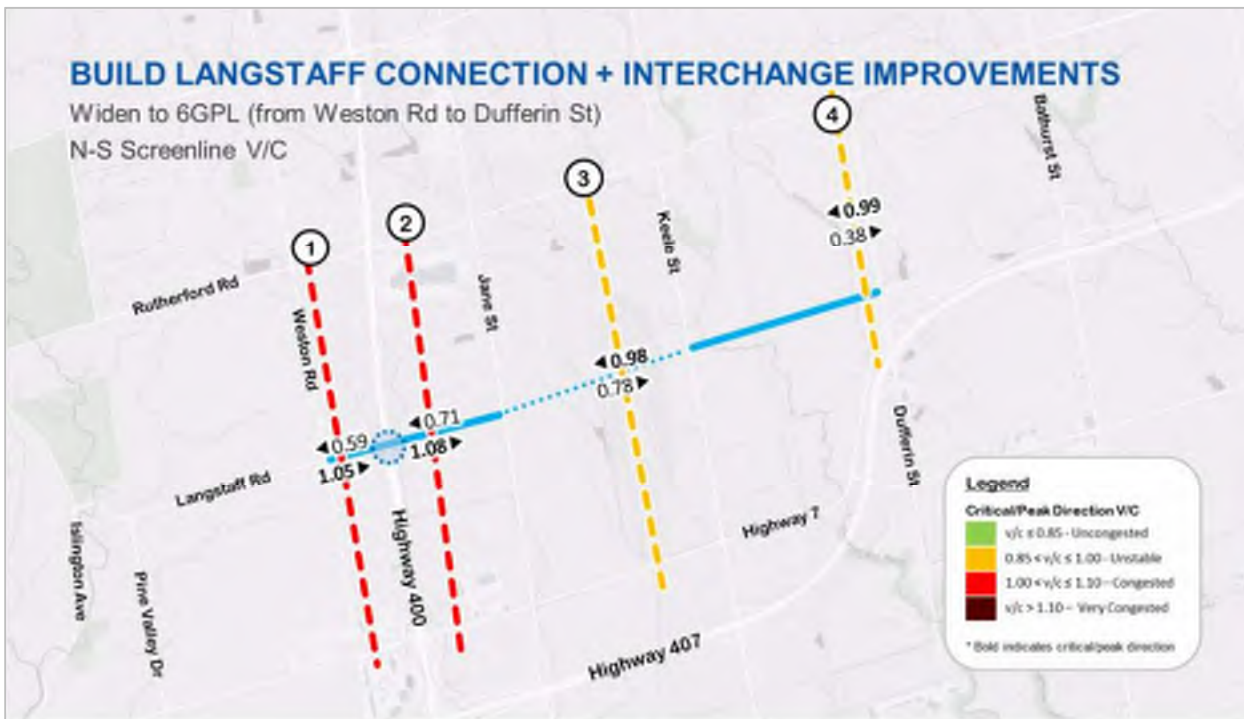 BUILD LANGSTAFF CONNECTION + INTERCHANGE IMPROVEMENTS
Widen to 6GPL (from Weston Rd to Dufferin St)
N-S Screenline V/C
4
Bathurst St
3
◄0.99
0.38►
2
1
Keele St
Rutherford Rd
Jane St
Weston Rd
◄0.98
0.78►
◄0.71
1.08►
◄0.59
1.05►
Dufferin St
Langstaff Rd
Highway 7
Highway 400
Islington Ave
Pine Valley Dr
Highway 407
Legend
Critical/Peak Direction V/C
v/c ≤ 0.85 - Uncongested
0.85 < v/c ≤ 1.00 - Unstable
1.00 < v/c ≤ 1.10 - Congested
v/c > 1.10 - Very Congested
* Bold indicates critical/peak direction